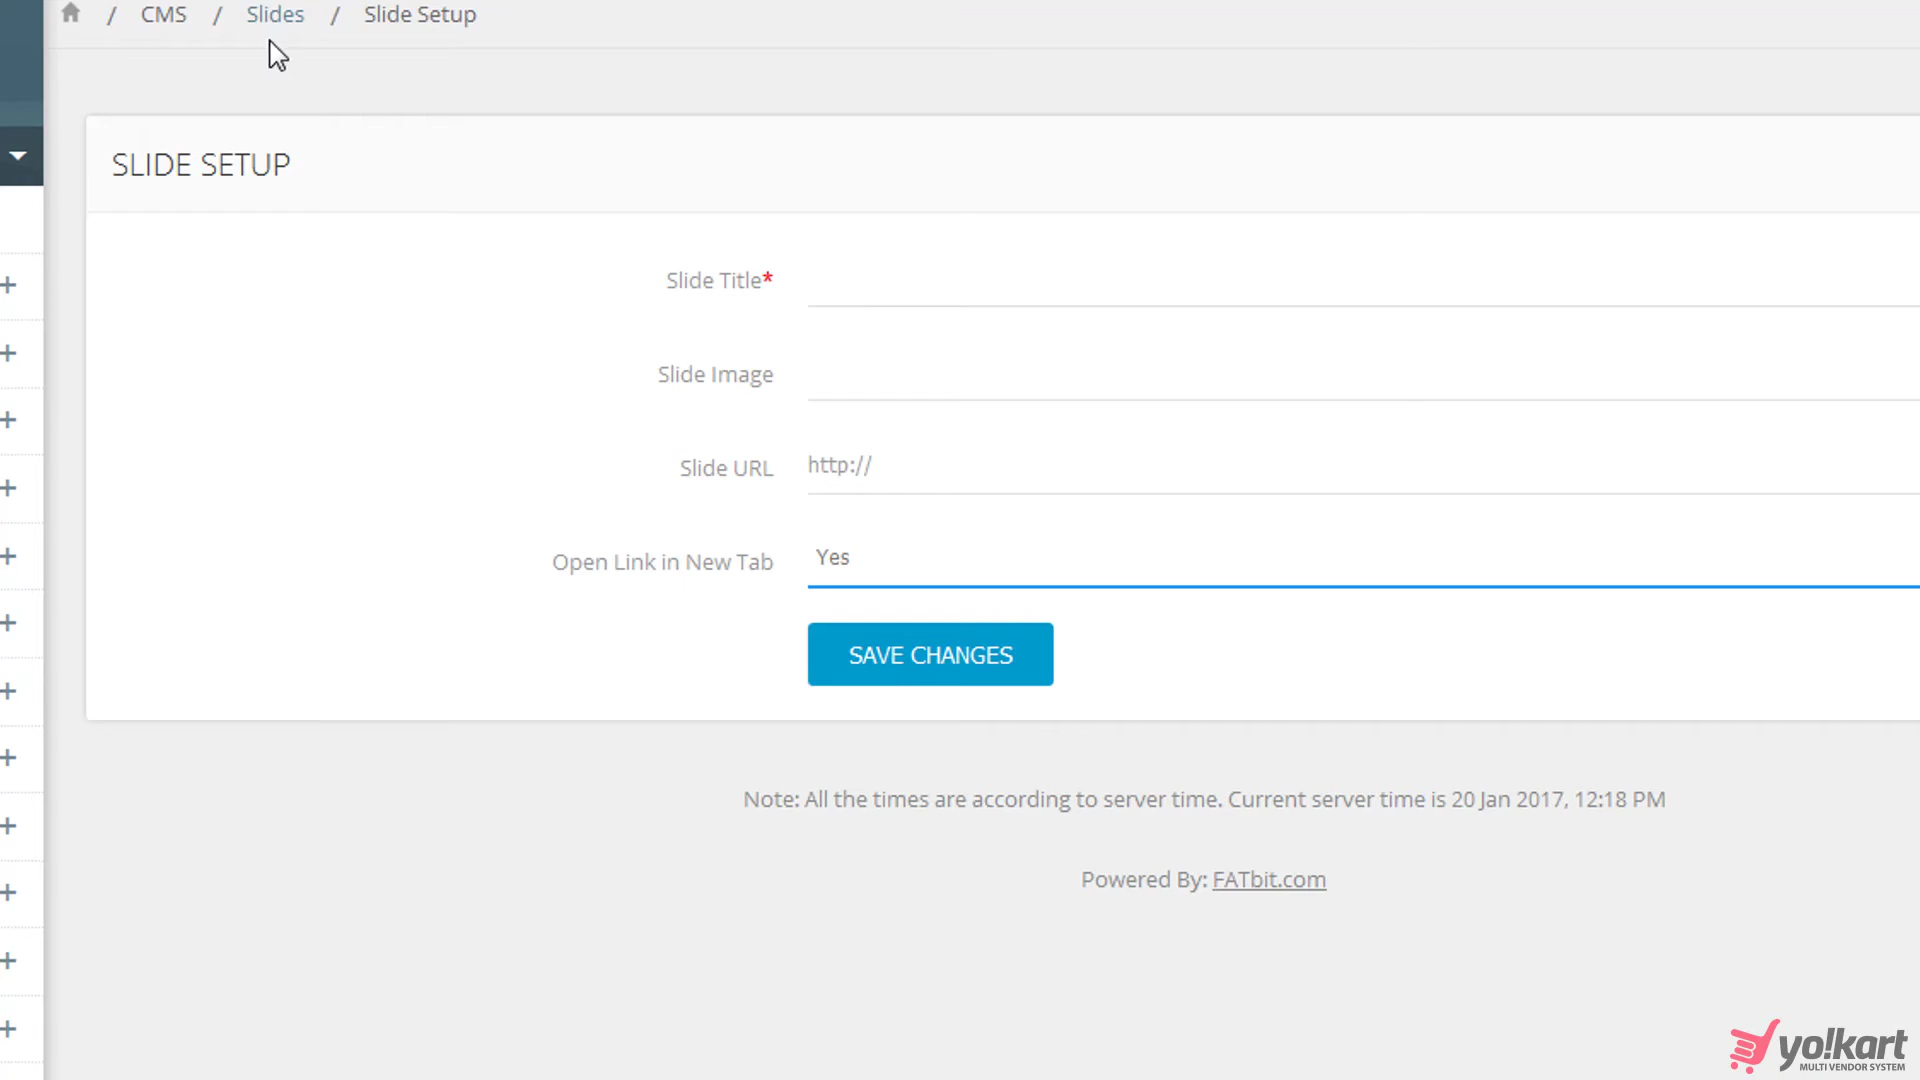 / CMS / Slides / Slide Setup
SLIDE SETUP
Slide Title*
Slide Image
Slide URL http://
Open Link in New Tab Yes
SAVE CHANGES
Note: All the times are according to server time. Current server time is 20 Jan 2017, 12:18 PM
Powered By: FATbit.com
yo!kart
MULTI VENDOR SYSTEM